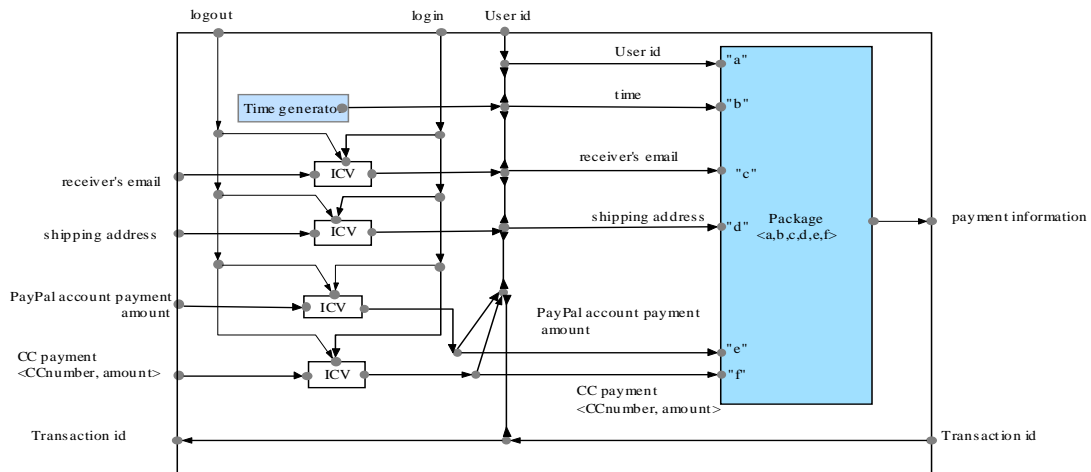 logout
login
User id
User id
"a"
Time generator
time
"b"
receiver's email
ICV
receiver's email
"c"
shipping address
ICV
shipping address
"d"
Package
<a,b,c,d,e,f>
payment information
PayPal account payment
amount
ICV
PayPal account payment
amount
"e"
CC payment
<CCnumber, amount>
ICV
"f"
CC payment
<CCnumber, amount>
Transaction id
Transaction id